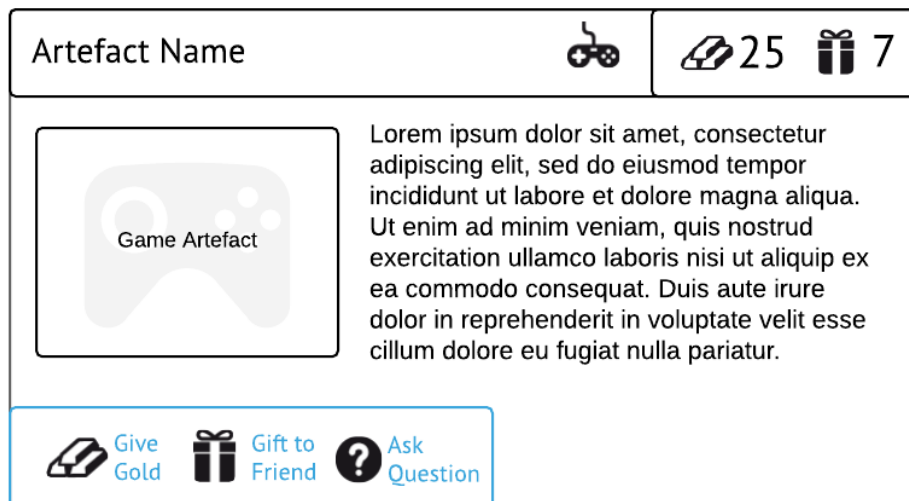 Artefact Name
25
7
Game Artefact
Lorem ipsum dolor sit amet, consectetur
adipiscing elit, sed do eiusmod tempor
incididunt ut labore et dolore magna aliqua.
Ut enim ad minim veniam, quis nostrud
exercitation ullamco laboris nisi ut aliquip ex
ea commodo consequat. Duis aute irure
dolor in reprehenderit in voluptate velit esse
cillum dolore eu fugiat nulla pariatur.
Give
Gold
Gift to
Friend
?
Ask
Question